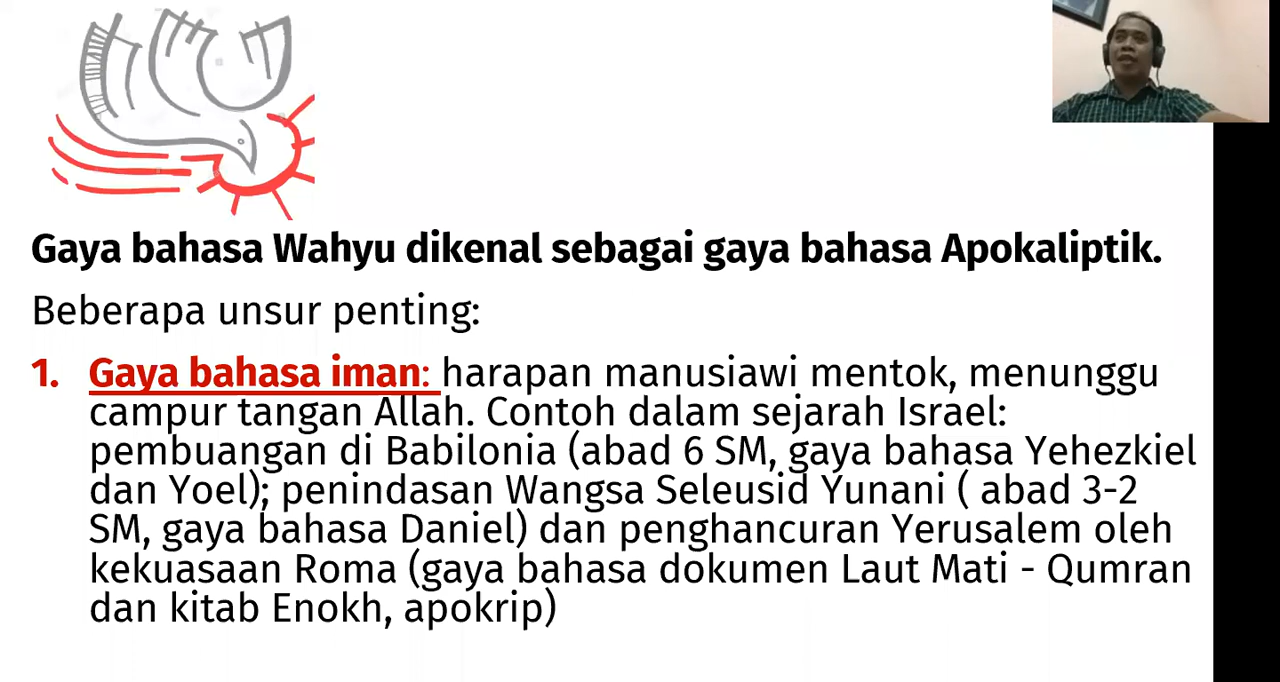 Gaya bahasa Wahyu dikenal sebagai gaya bahasa Apokaliptik.
Beberapa unsur penting:
1. Gaya bahasa iman: harapan manusiawi mentok, menunggu
campur tangan Allah. Contoh dalam sejarah Israel:
pembuangan di Babilonia (abad 6 SM, gaya bahasa Yehezkiel
dan Yoel); penindasan Wangsa Seleusid Yunani ( abad 3-2
SM, gaya bahasa Daniel) dan penghancuran Yerusalem oleh
kekuasaan Roma (gaya bahasa dokumen Laut Mati - Qumran
dan kitab Enokh, apokrip)